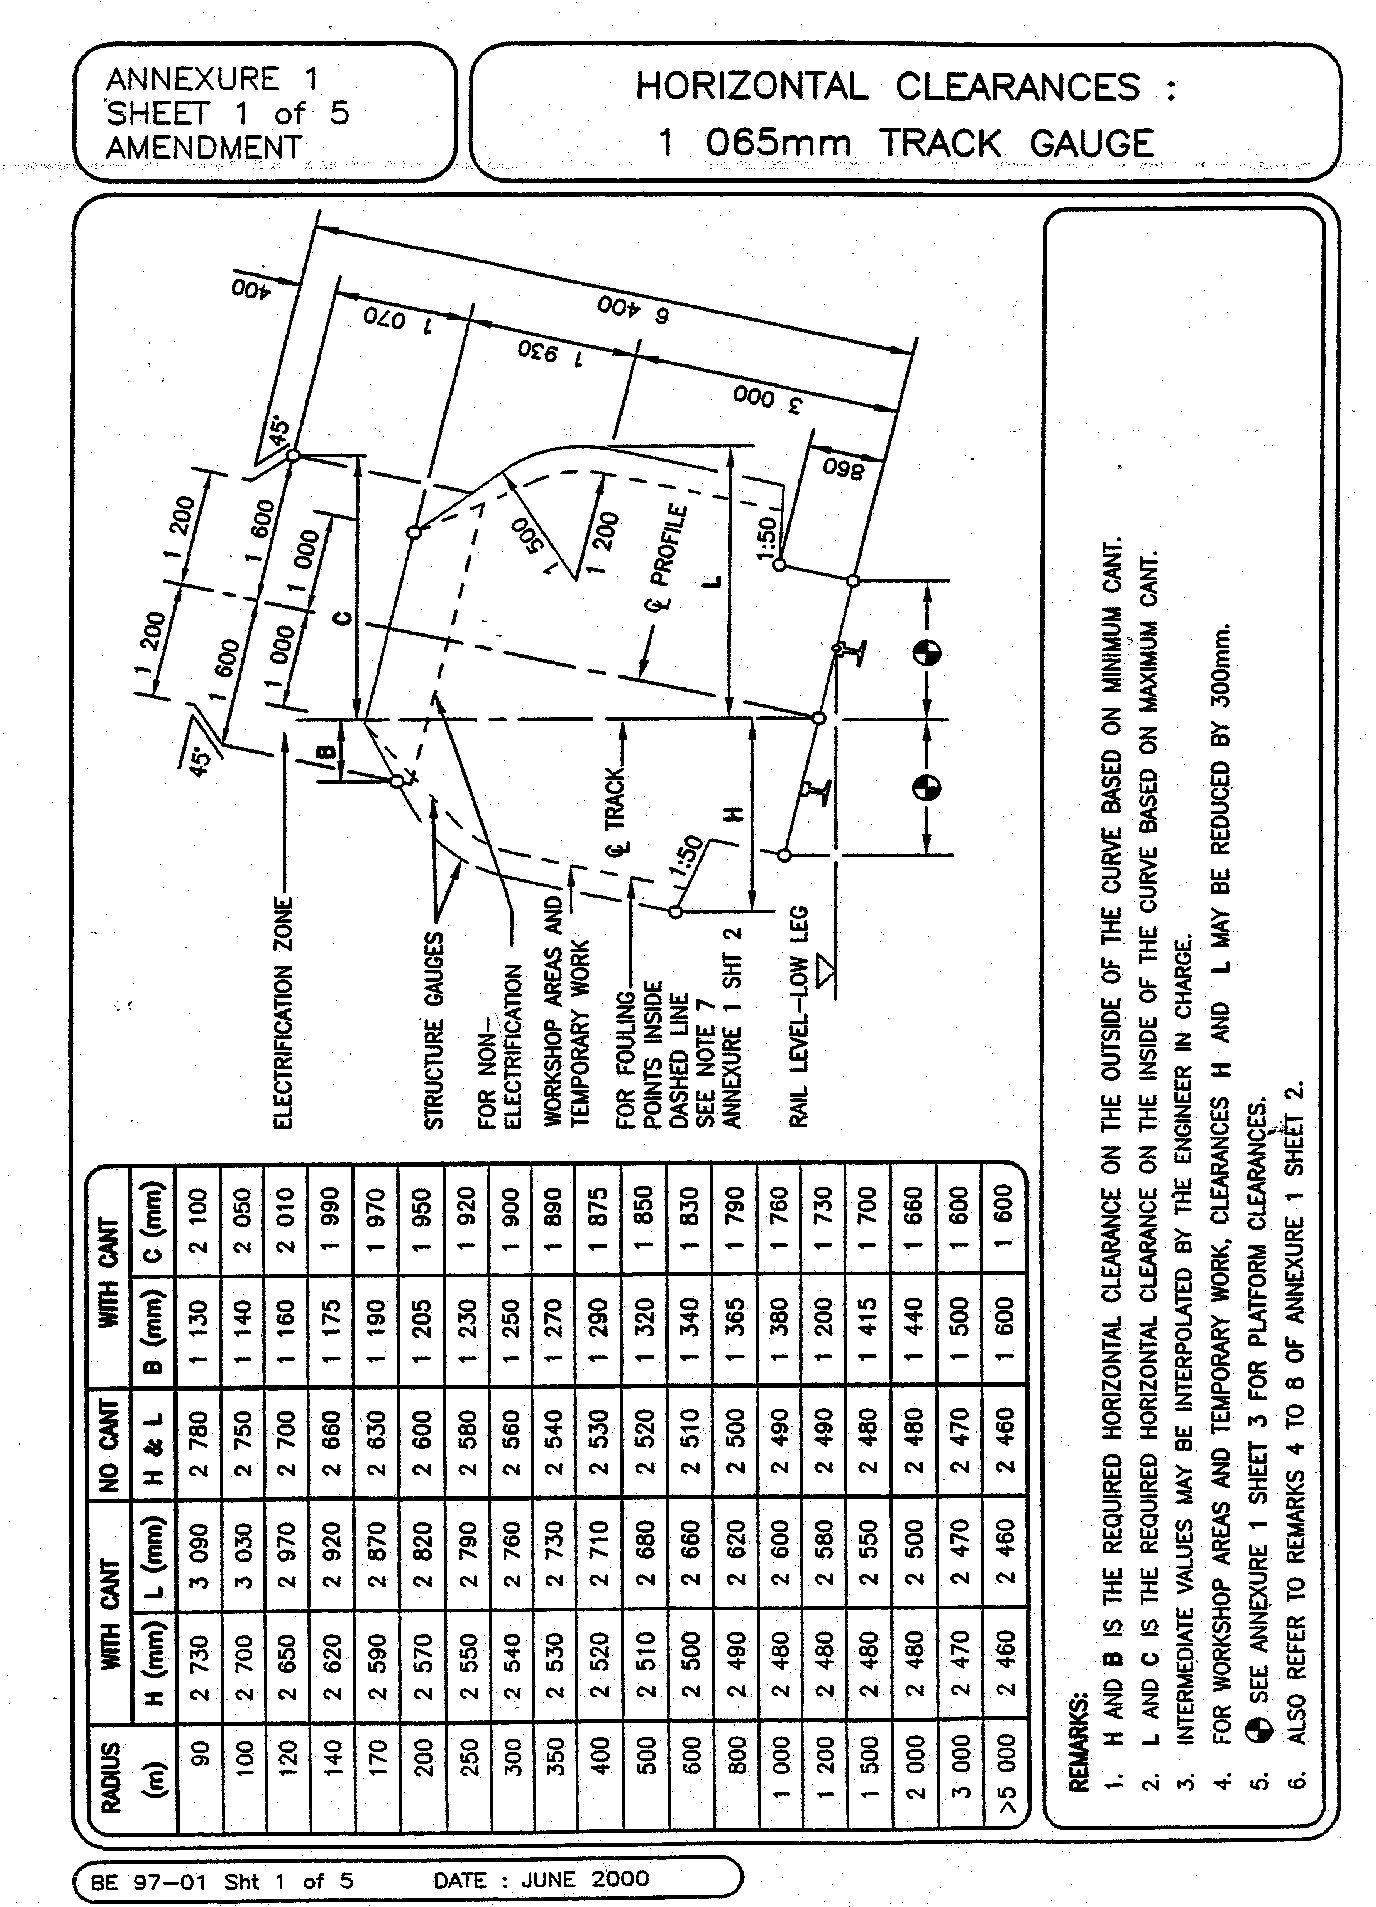 ANNEXURE 1
SHEET 1 of 5
AMENDMENT
HORIZONTAL CLEARANCES :
1 065mm TRACK GAUGE
400
1 070
1 930
6 400
3 000
860
45°
1 200
1 600
1 000
1 200
1 600
1 000
45°
C
B
1 500
1 200
℄ PROFILE
L
1:50
℄ TRACK
H
1:50
ELECTRIFICATION ZONE
STRUCTURE GAUGES
FOR NON-
ELECTRIFICATION
WORKSHOP AREAS AND
TEMPORARY WORK
FOR FOULING
POINTS INSIDE
DASHED LINE
SEE NOTE 7
ANNEXURE 1 SHT 2
RAIL LEVEL-LOW LEG
RADIUS WITH CANT NO CANT WITH CANT
(m) H (mm) L (mm) H & L B (mm) C (mm)
90 2 730 3 090 2 780 1 130 2 100
100 2 700 3 030 2 750 1 140 2 050
120 2 650 2 970 2 700 1 160 2 010
140 2 620 2 920 2 660 1 175 1 990
170 2 590 2 870 2 630 1 190 1 970
200 2 570 2 820 2 600 1 205 1 950
250 2 550 2 790 2 580 1 230 1 920
300 2 540 2 760 2 560 1 250 1 900
350 2 530 2 730 2 540 1 270 1 890
400 2 520 2 710 2 530 1 290 1 875
500 2 510 2 680 2 520 1 320 1 850
600 2 500 2 660 2 510 1 340 1 830
800 2 490 2 620 2 500 1 365 1 790
1 000 2 480 2 600 2 490 1 380 1 760
1 200 2 480 2 580 2 490 1 200 1 730
1 500 2 480 2 550 2 480 1 415 1 700
2 000 2 480 2 500 2 480 1 440 1 660
3 000 2 470 2 470 2 470 1 500 1 600
>5 000 2 460 2 460 2 460 1 600 1 600
REMARKS:
1. H AND B IS THE REQUIRED HORIZONTAL CLEARANCE ON THE OUTSIDE OF THE CURVE BASED ON MINIMUM CANT.
2. L AND C IS THE REQUIRED HORIZONTAL CLEARANCE ON THE INSIDE OF THE CURVE BASED ON MAXIMUM CANT.
3. INTERMEDIATE VALUES MAY BE INTERPOLATED BY THE ENGINEER IN CHARGE.
4. FOR WORKSHOP AREAS AND TEMPORARY WORK, CLEARANCES H AND L MAY BE REDUCED BY 300mm.
5. SEE ANNEXURE 1 SHEET 3 FOR PLATFORM CLEARANCES.
6. ALSO REFER TO REMARKS 4 TO 8 OF ANNEXURE 1 SHEET 2.
BE 97-01 Sht 1 of 5 DATE : JUNE 2000